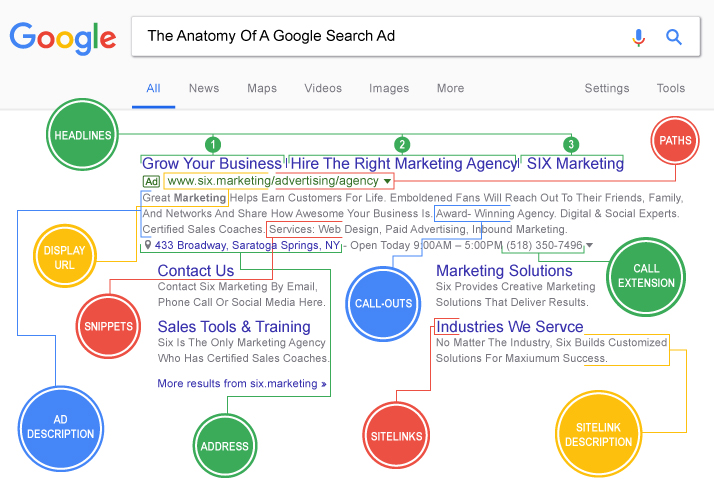 Google
The Anatomy Of A Google Search Ad
All News Maps Videos Images More Settings Tools
HEADLINES
1 2 3
PATHS
Grow Your Business Hire The Right Marketing Agency SIX Marketing
Ad www.six.marketing/advertising/agency
Great Marketing Helps Earn Customers For Life. Emboldened Fans Will Reach Out To Their Friends, Family,
And Networks And Share How Awesome Your Business Is. Award- Winning Agency. Digital & Social Experts.
Certified Sales Coaches. Services: Web Design, Paid Advertising, Inbound Marketing.
433 Broadway, Saratoga Springs, NY - Open Today 9:00AM – 5:00PM (518) 350-7496
DISPLAY
URL
CALL
EXTENSION
Contact Us
Contact Six Marketing By Email,
Phone Call Or Social Media Here.
Marketing Solutions
Six Provides Creative Marketing
Solutions That Deliver Results.
CALL-OUTS
SNIPPETS
Sales Tools & Training
Six Is The Only Marketing Agency
Who Has Certified Sales Coaches.
Industries We Servce
No Matter The Industry, Six Builds Customized
Solutions For Maxiumum Success.
More results from six.marketing »
AD
DESCRIPTION
ADDRESS
SITELINKS
SITELINK
DESCRIPTION